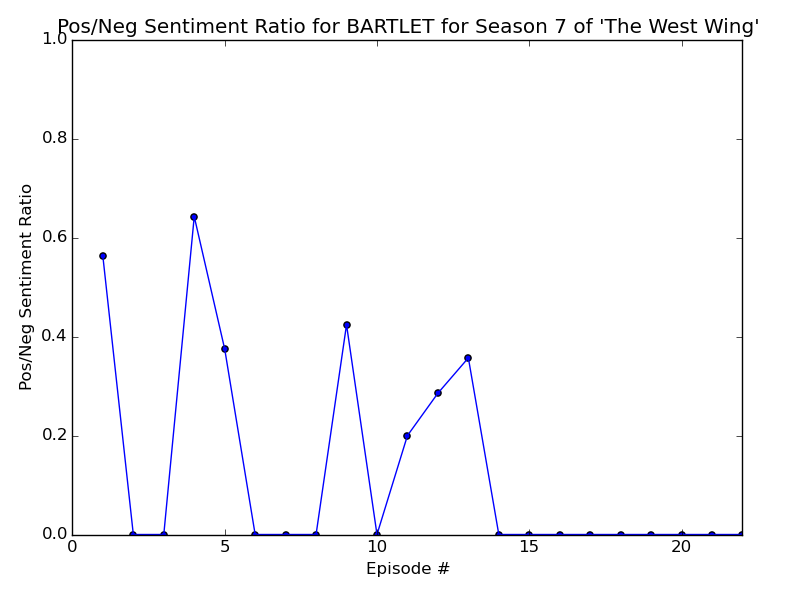 Pos/Neg Sentiment Ratio for BARTLET for Season 7 of 'The West Wing'
1.0
0.8
0.6
0.4
0.2
0.0
Pos/Neg Sentiment Ratio
0 5 10 15 20
Episode #